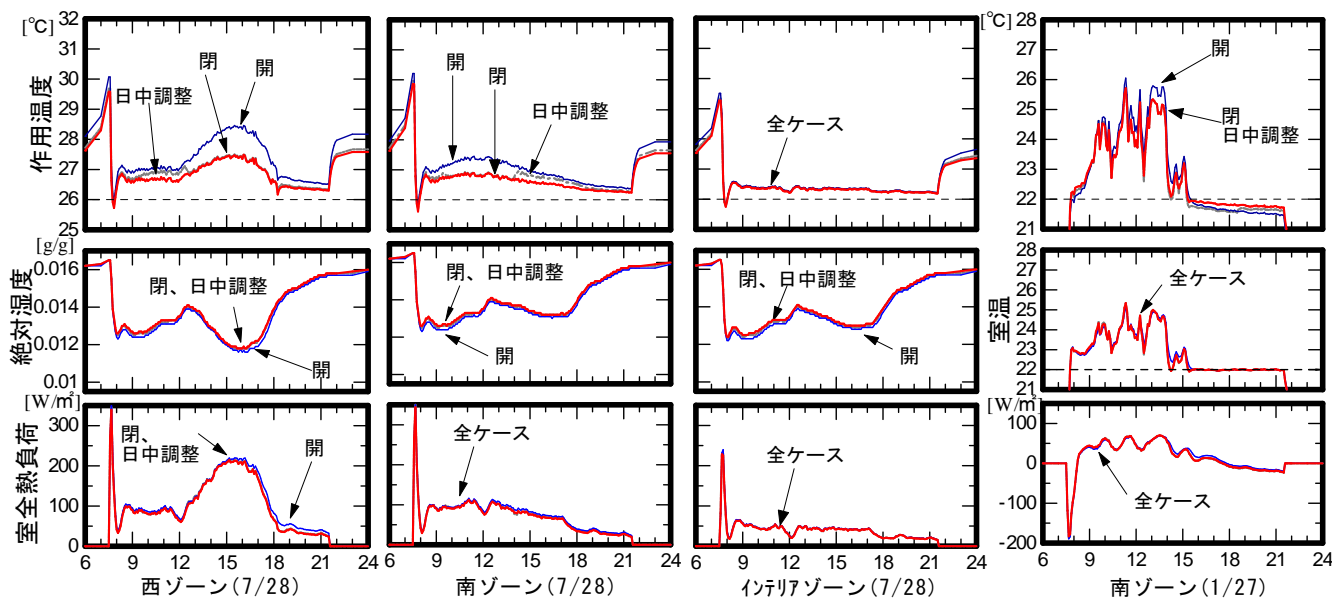 [℃] 32
31
30
29
28
27
26
25
作用温度
日中調整
閉
開
開
閉
日中調整
全ケース
[℃] 28
27
26
25
24
23
22
21
開
閉
日中調整
[g/g]
0.016
0.014
0.012
0.01
絶対湿度
閉、日中調整
開
閉、日中調整
開
閉、日中調整
開
28
27
26
25
24
23
22
21
室温
全ケース
[W/㎡]
300
200
100
0
室全熱負荷
閉、
日中調整
開
全ケース
全ケース
[W/㎡]
100
0
-100
-200
全ケース
6 9 12 15 18 21 24
6 9 12 15 18 21 24
6 9 12 15 18 21 24
6 9 12 15 18 21 24
西ゾーン(7/28)
南ゾーン(7/28)
インテリアゾーン(7/28)
南ゾーン(1/27)